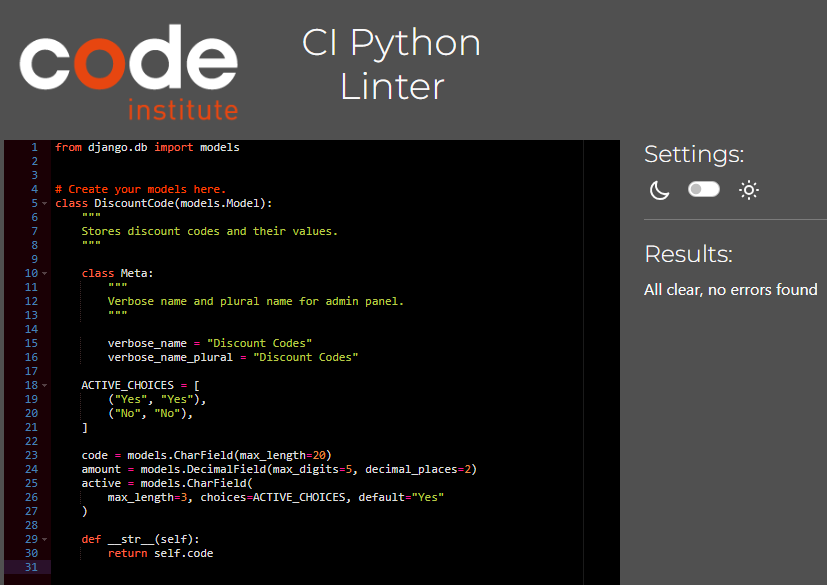 code
institute
CI Python
Linter
1 from django.db import models
2
3
4 # Create your models here.
5 class DiscountCode(models.Model):
6     """
7     Stores discount codes and their values.
8     """
9
10     class Meta:
11         """
12         Verbose name and plural name for admin panel.
13         """
14
15         verbose_name = "Discount Codes"
16         verbose_name_plural = "Discount Codes"
17
18     ACTIVE_CHOICES = [
19         ("Yes", "Yes"),
20         ("No", "No"),
21     ]
22
23     code = models.CharField(max_length=20)
24     amount = models.DecimalField(max_digits=5, decimal_places=2)
25     active = models.CharField(
26         max_length=3, choices=ACTIVE_CHOICES, default="Yes"
27     )
28
29     def __str__(self):
30         return self.code
31
Settings:
Results:
All clear, no errors found